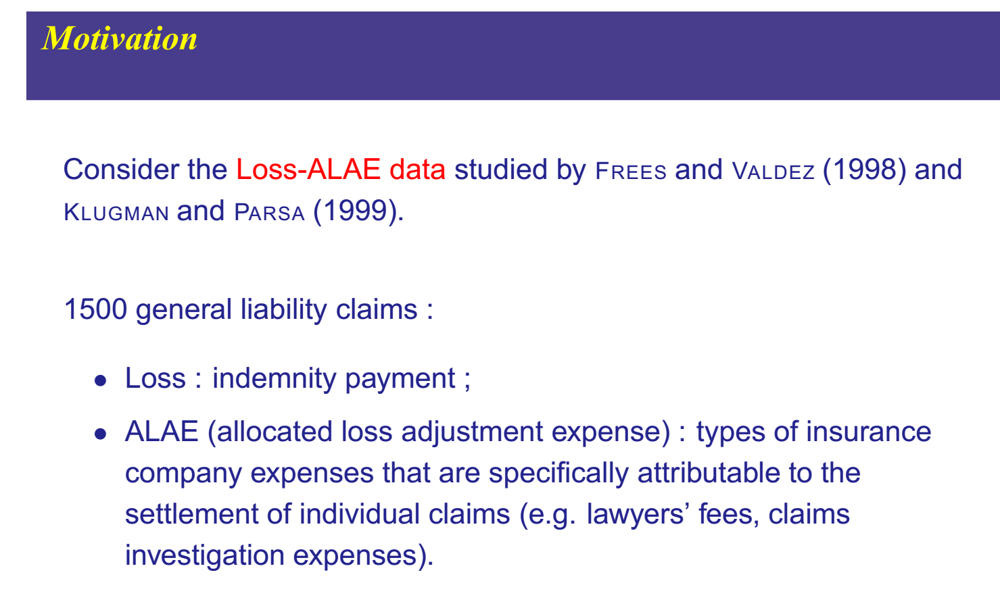 Motivation
Consider the Loss-ALAE data studied by FREES and VALDEZ (1998) and
KLUGMAN and PARSA (1999).
1500 general liability claims :
• Loss : indemnity payment ;
• ALAE (allocated loss adjustment expense) : types of insurance
company expenses that are specifically attributable to the
settlement of individual claims (e.g. lawyers’ fees, claims
investigation expenses).